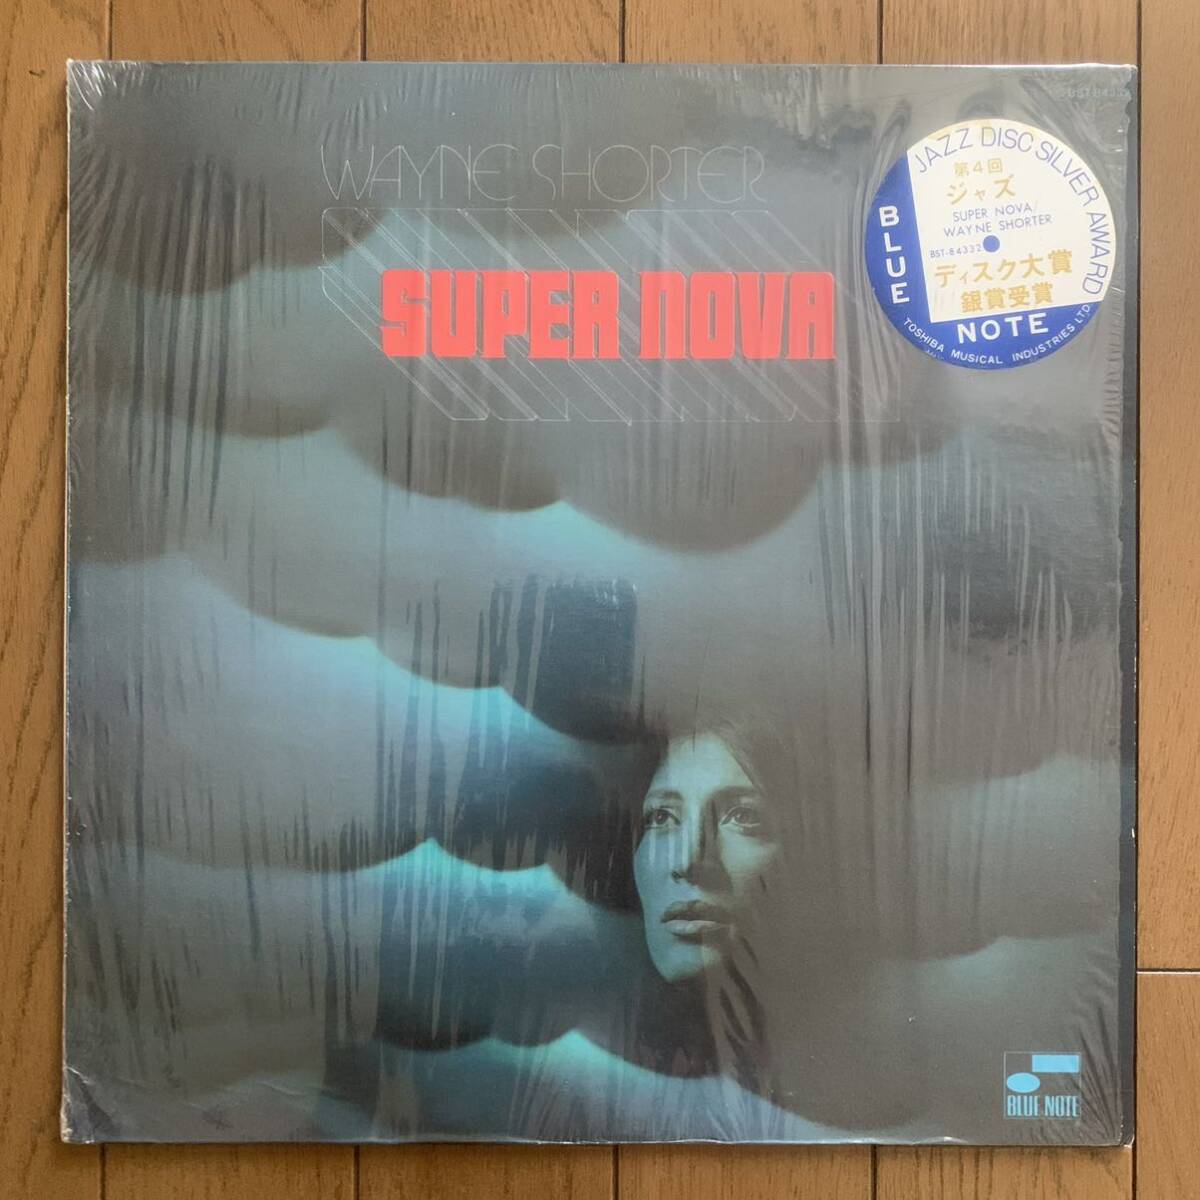 BST-84332
WAYNE SHORTER
SUPER NOVA
JAZZ DISC SILVER AWARD
第4回
ジャズ
SUPER NOVA/
WAYNE SHORTER
BST-84332
ディスク大賞
銀賞受賞
BLUE
NOTE
TOSHIBA MUSICAL INDUSTRIES LTD.
BLUE NOTE